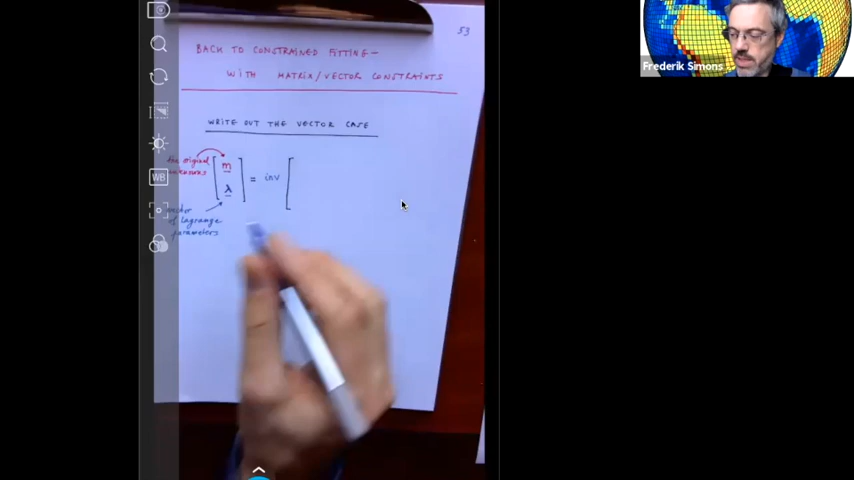 53
BACK TO CONSTRAINED FITTING -
WITH MATRIX/VECTOR CONSTRAINTS
WRITE OUT THE VECTOR CASE
the original
unknowns
[ m
λ ] = inv [
vector
of Lagrange
parameters
WB
Frederik Simons